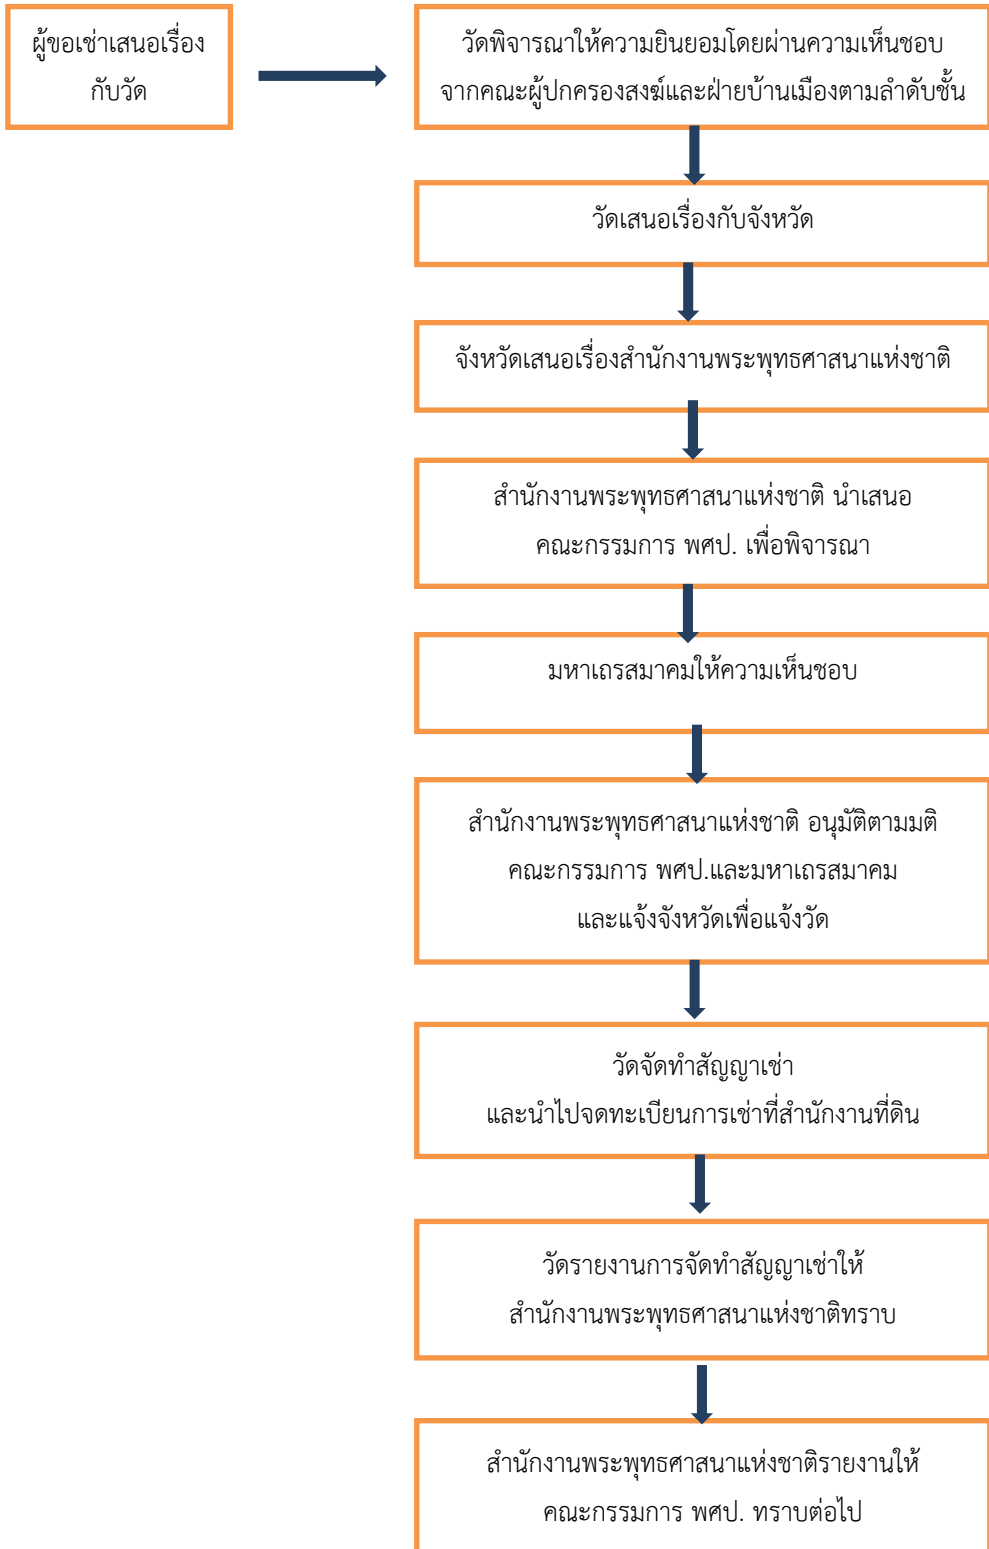 ผู้ขอเช่าเสนอเรื่อง
กับวัด
วัดพิจารณาให้ความยินยอมโดยผ่านความเห็นชอบ
จากคณะผู้ปกครองสงฆ์และฝ่ายบ้านเมืองตามลำดับชั้น
วัดเสนอเรื่องกับจังหวัด
จังหวัดเสนอเรื่องสำนักงานพระพุทธศาสนาแห่งชาติ
สำนักงานพระพุทธศาสนาแห่งชาติ นำเสนอ
คณะกรรมการ พศป. เพื่อพิจารณา
มหาเถรสมาคมให้ความเห็นชอบ
สำนักงานพระพุทธศาสนาแห่งชาติ อนุมัติตามมติ
คณะกรรมการ พศป.และมหาเถรสมาคม
และแจ้งจังหวัดเพื่อแจ้งวัด
วัดจัดทำสัญญาเช่า
และนำไปจดทะเบียนการเช่าที่สำนักงานที่ดิน
วัดรายงานการจัดทำสัญญาเช่าให้
สำนักงานพระพุทธศาสนาแห่งชาติทราบ
สำนักงานพระพุทธศาสนาแห่งชาติรายงานให้
คณะกรรมการ พศป. ทราบต่อไป